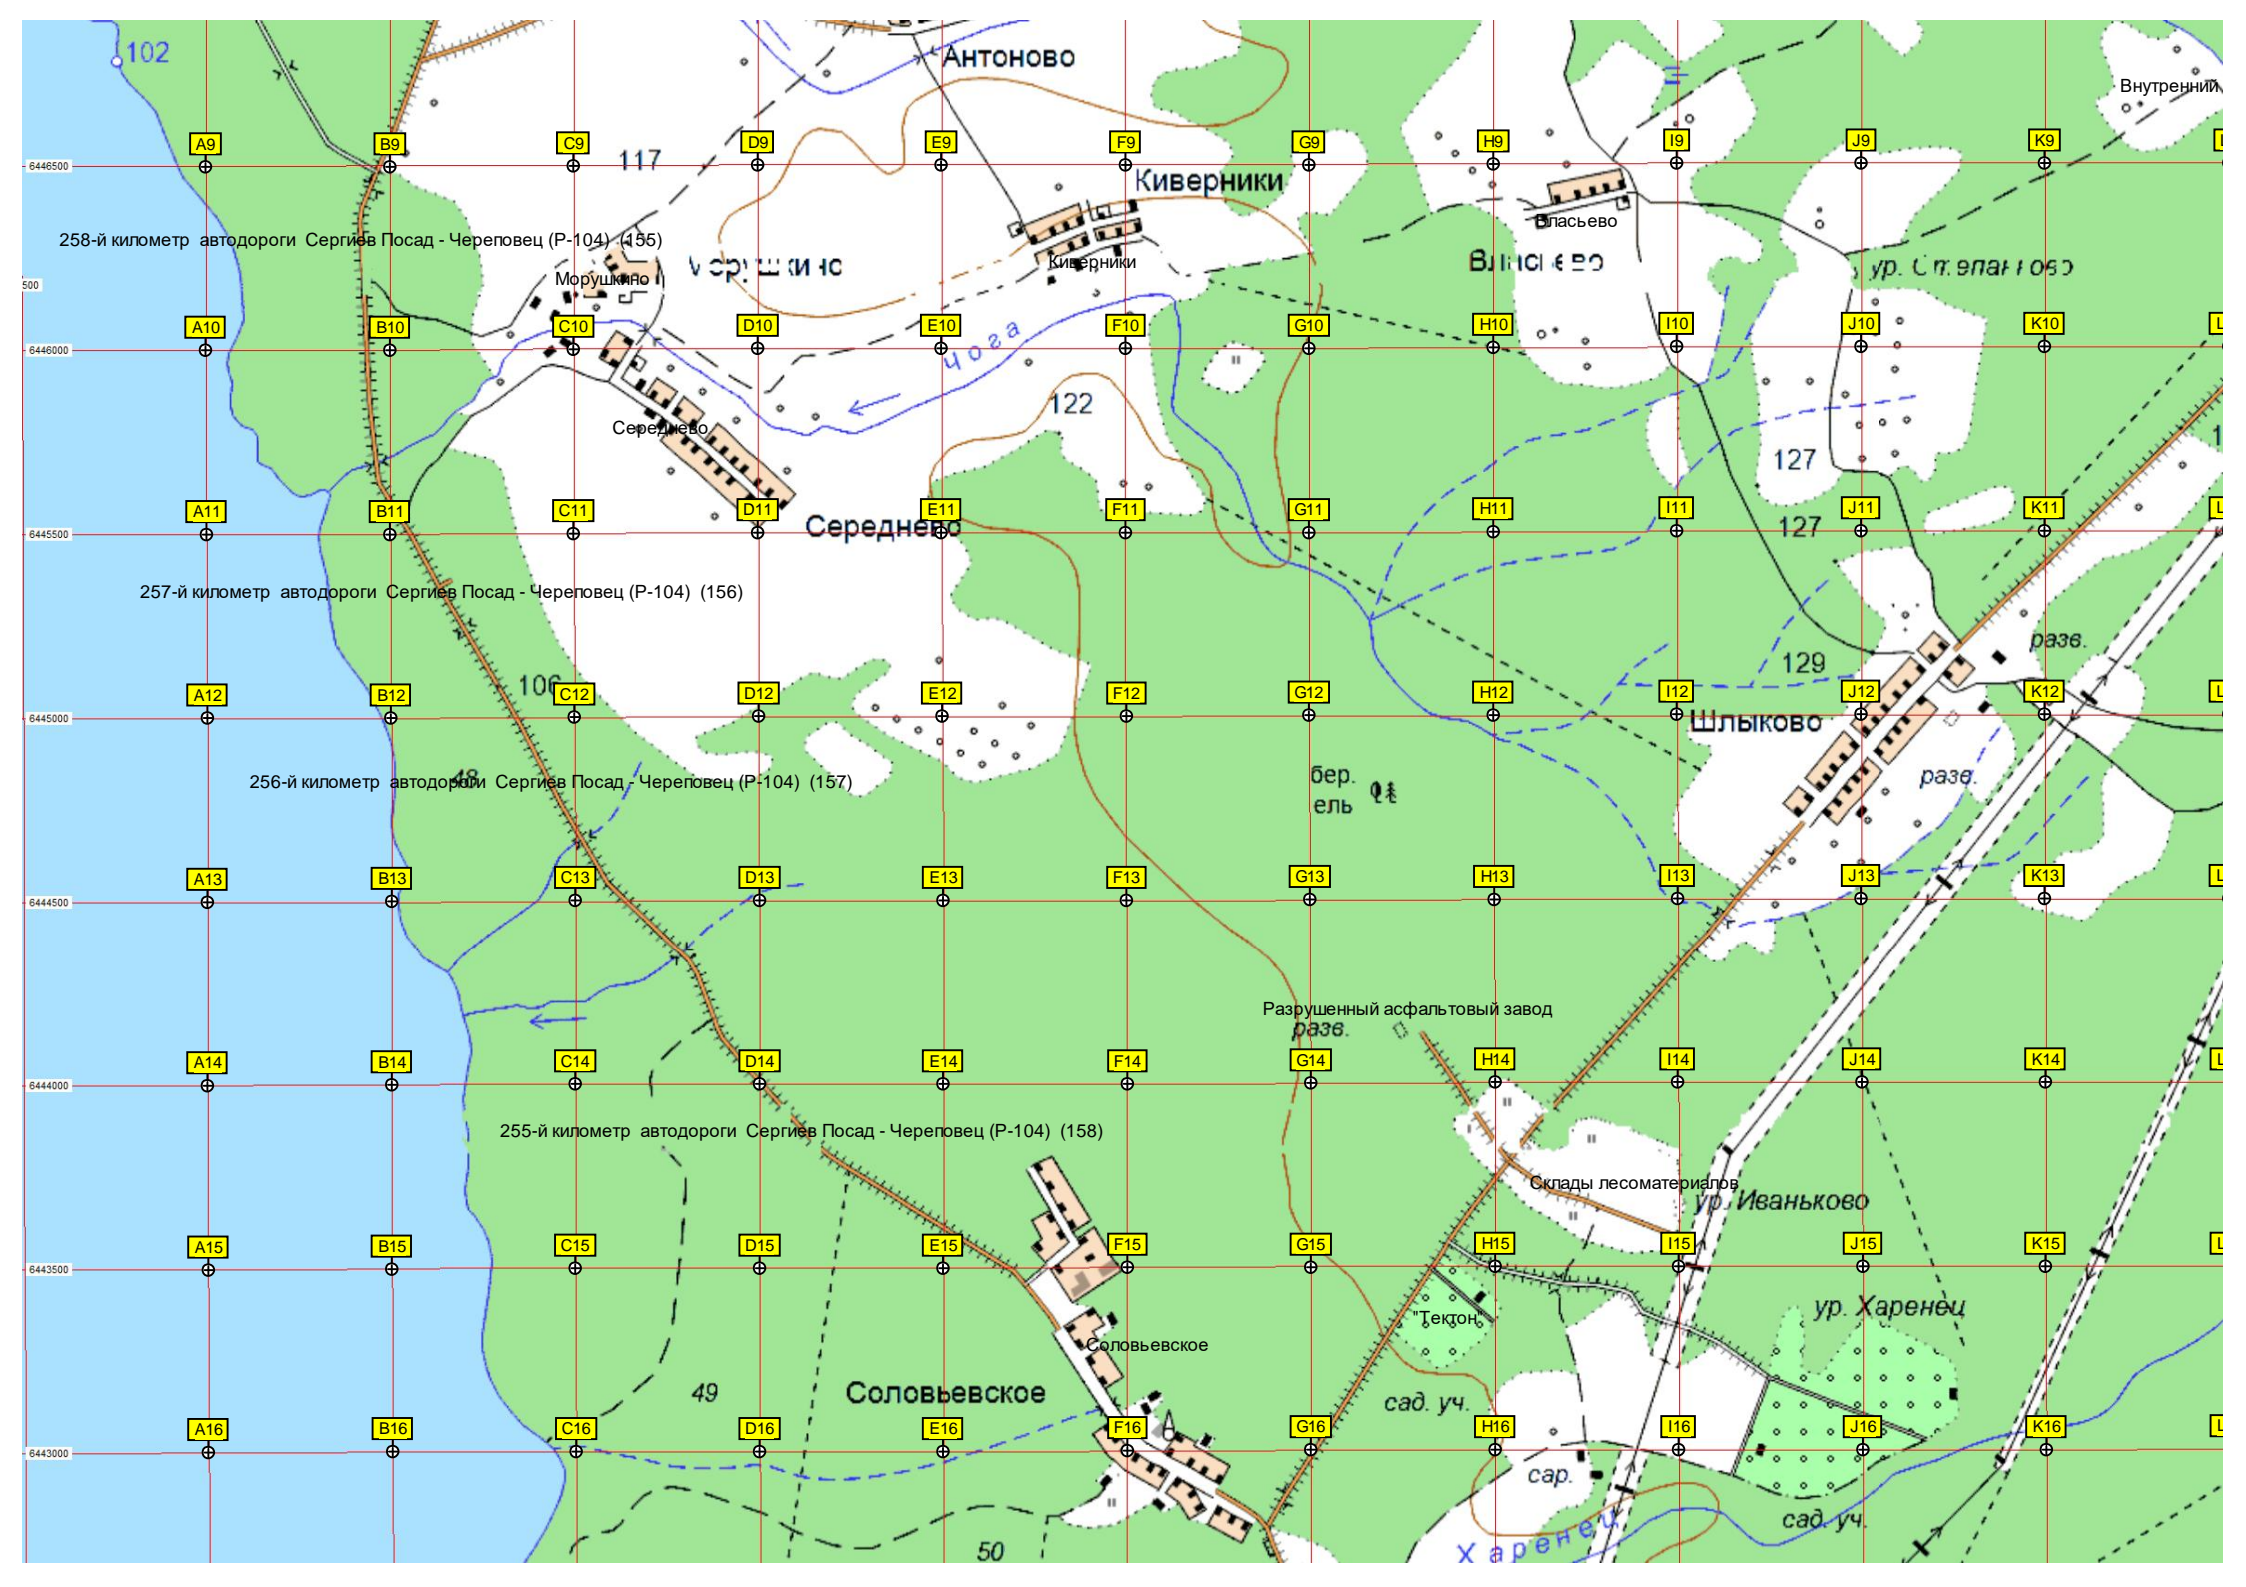 102
Антоново
Внутренний
A9
B9
C9
D9
E9
F9
G9
H9
I9
J9
K9
6446500
117
Киверники
258-й километр автодороги Сергиев Посад - Череповец (Р-104) (155)
Власьево
Морушкино
Морушкино
Киверники
Власьево
ур. Степаново
500
A10
B10
C10
D10
E10
F10
G10
H10
I10
J10
K10
6446000
Чога
122
Середнево
127
A11
B11
C11
D11
E11
F11
G11
H11
I11
J11
K11
6445500
Середнево
127
257-й километр автодороги Сергиев Посад - Череповец (Р-104) (156)
разв.
129
106
A12
B12
C12
D12
E12
F12
G12
H12
I12
J12
K12
6445000
Шлыково
256-й километр автодороги Сергиев Посад - Череповец (Р-104) (157)
48
бер.
ель
разв.
A13
B13
C13
D13
E13
F13
G13
H13
I13
J13
K13
6444500
Разрушенный асфальтовый завод
разв.
A14
B14
C14
D14
E14
F14
G14
H14
I14
J14
K14
6444000
255-й километр автодороги Сергиев Посад - Череповец (Р-104) (158)
Склады лесоматериалов
ур. Иваньково
A15
B15
C15
D15
E15
F15
G15
H15
I15
J15
K15
6443500
"Тектон"
ур. Харенец
Соловьевское
49
Соловьевское
сад. уч.
A16
B16
C16
D16
E16
F16
G16
H16
I16
J16
K16
6443000
сар.
сад. уч.
50
Харенец